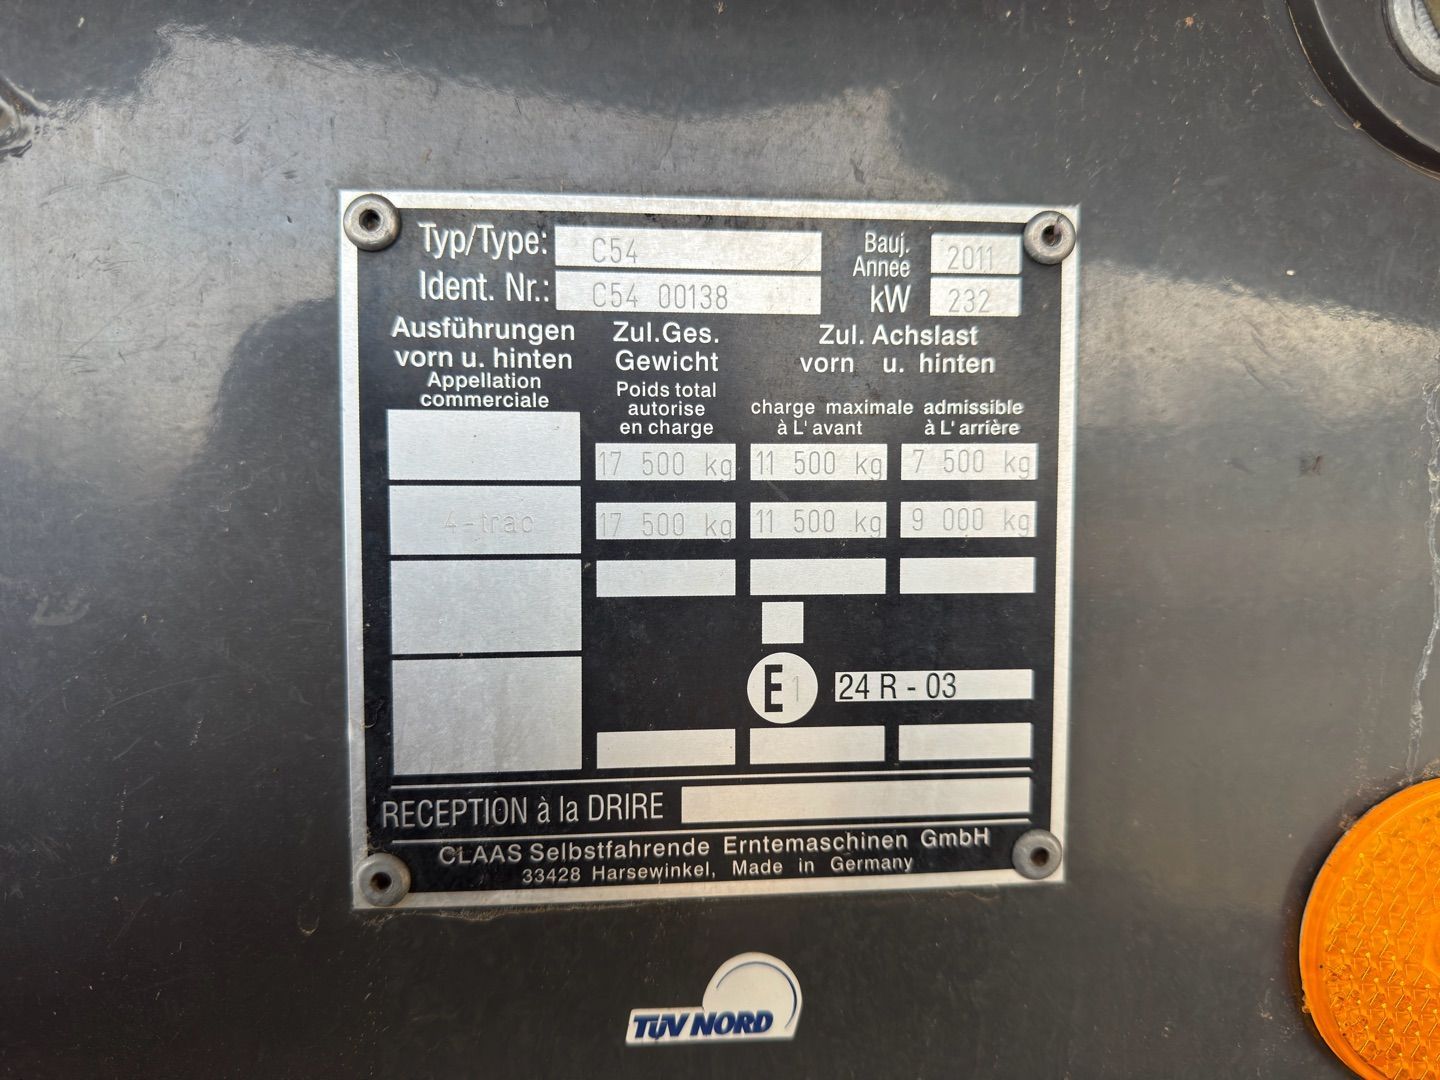 Typ/Type: C54
Bauj. Annee 2011
Ident. Nr.: C54 00138
kW 232
Ausführungen vorn u. hinten
Appellation commerciale
Zul.Ges. Gewicht
Poids total autorise en charge
Zul. Achslast
vorn u. hinten
charge maximale admissible
à L' avant à L' arrière
17 500 kg 11 500 kg 7 500 kg
4-trac 17 500 kg 11 500 kg 9 000 kg
E1 24 R - 03
RECEPTION à la DRIRE
CLAAS Selbstfahrende Erntemaschinen GmbH
33428 Harsewinkel, Made in Germany
TÜV NORD